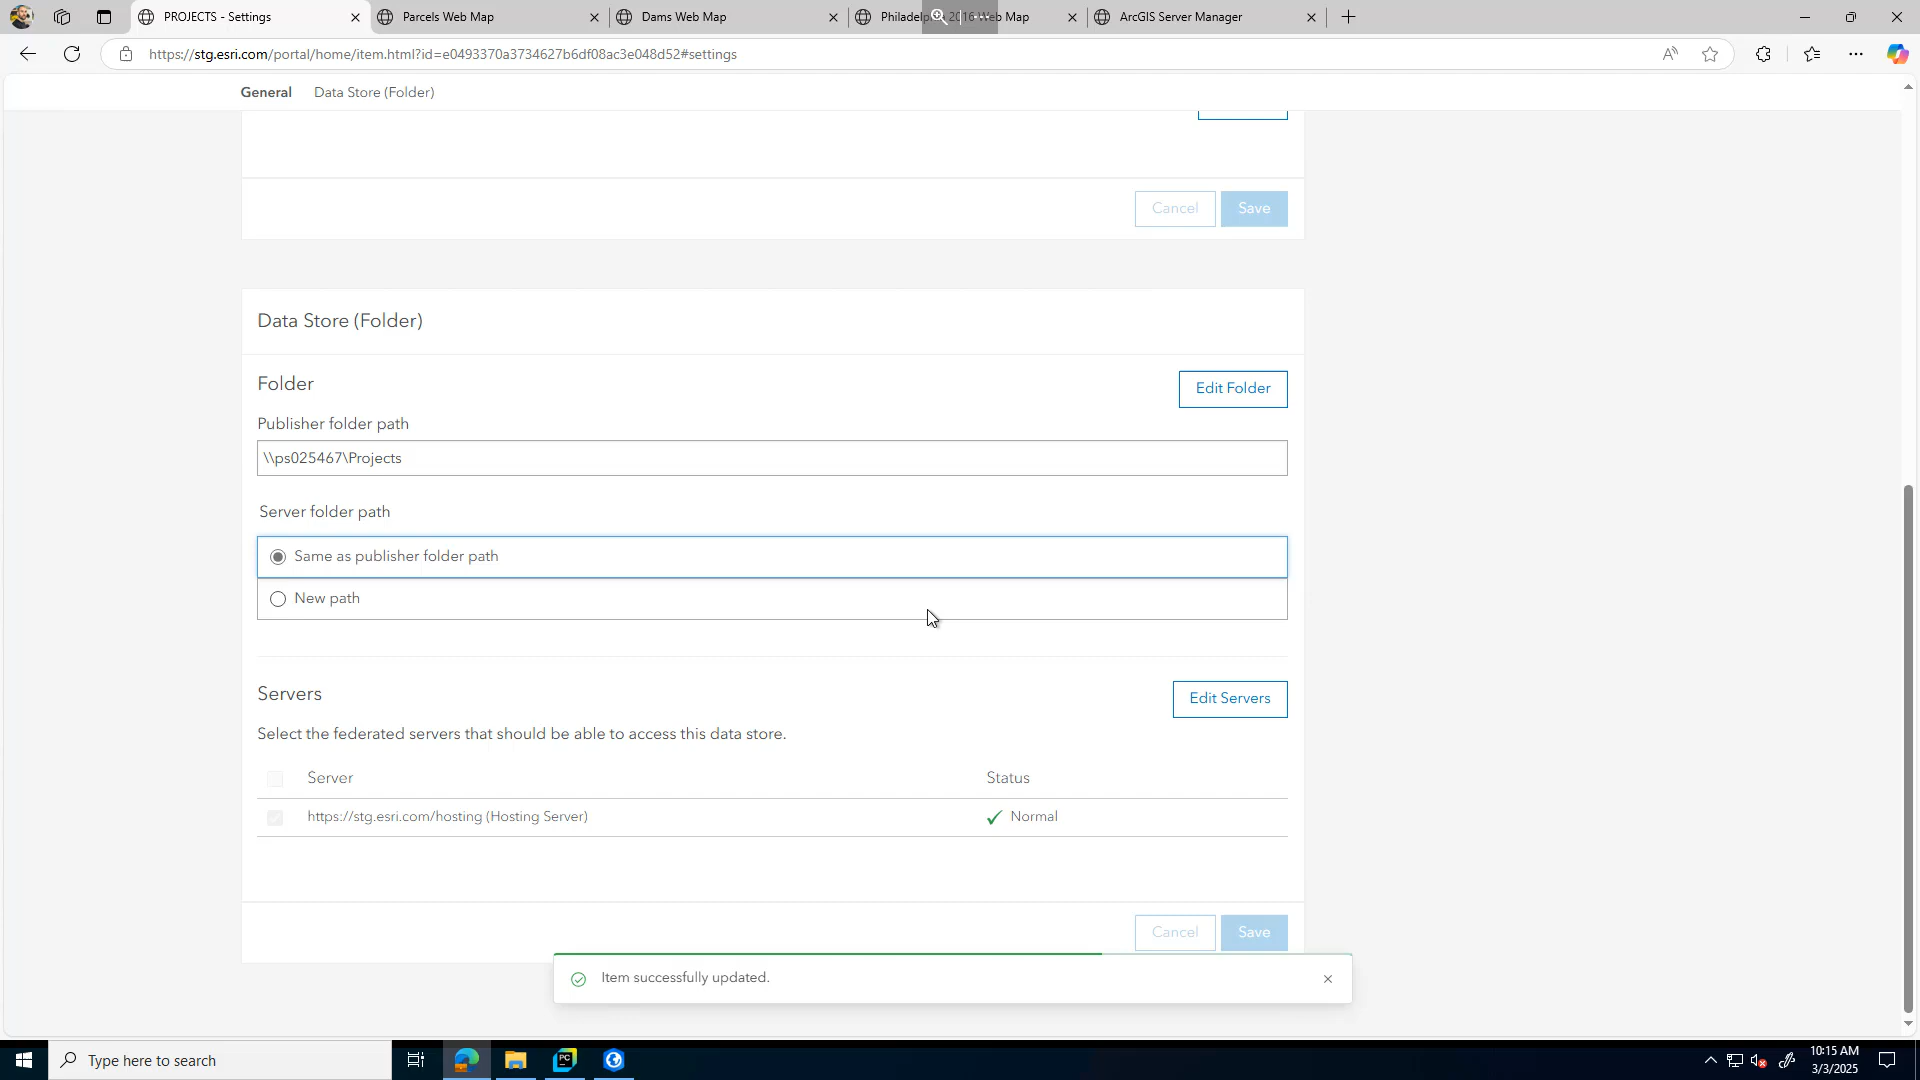 PROJECTS - Settings
Parcels Web Map
Dams Web Map
Philadelphia 2016 Web Map
ArcGIS Server Manager
https://stg.esri.com/portal/home/item.html?id=e0493370a3734627b6df08ac3e048d52#settings
General
Data Store (Folder)
Cancel
Save
Data Store (Folder)
Folder
Edit Folder
Publisher folder path
\\ps025467\Projects
Server folder path
Same as publisher folder path
New path
Servers
Edit Servers
Select the federated servers that should be able to access this data store.
Server
Status
https://stg.esri.com/hosting (Hosting Server)
Normal
Cancel
Save
Item successfully updated.
Type here to search
PC
10:15 AM
3/3/2025